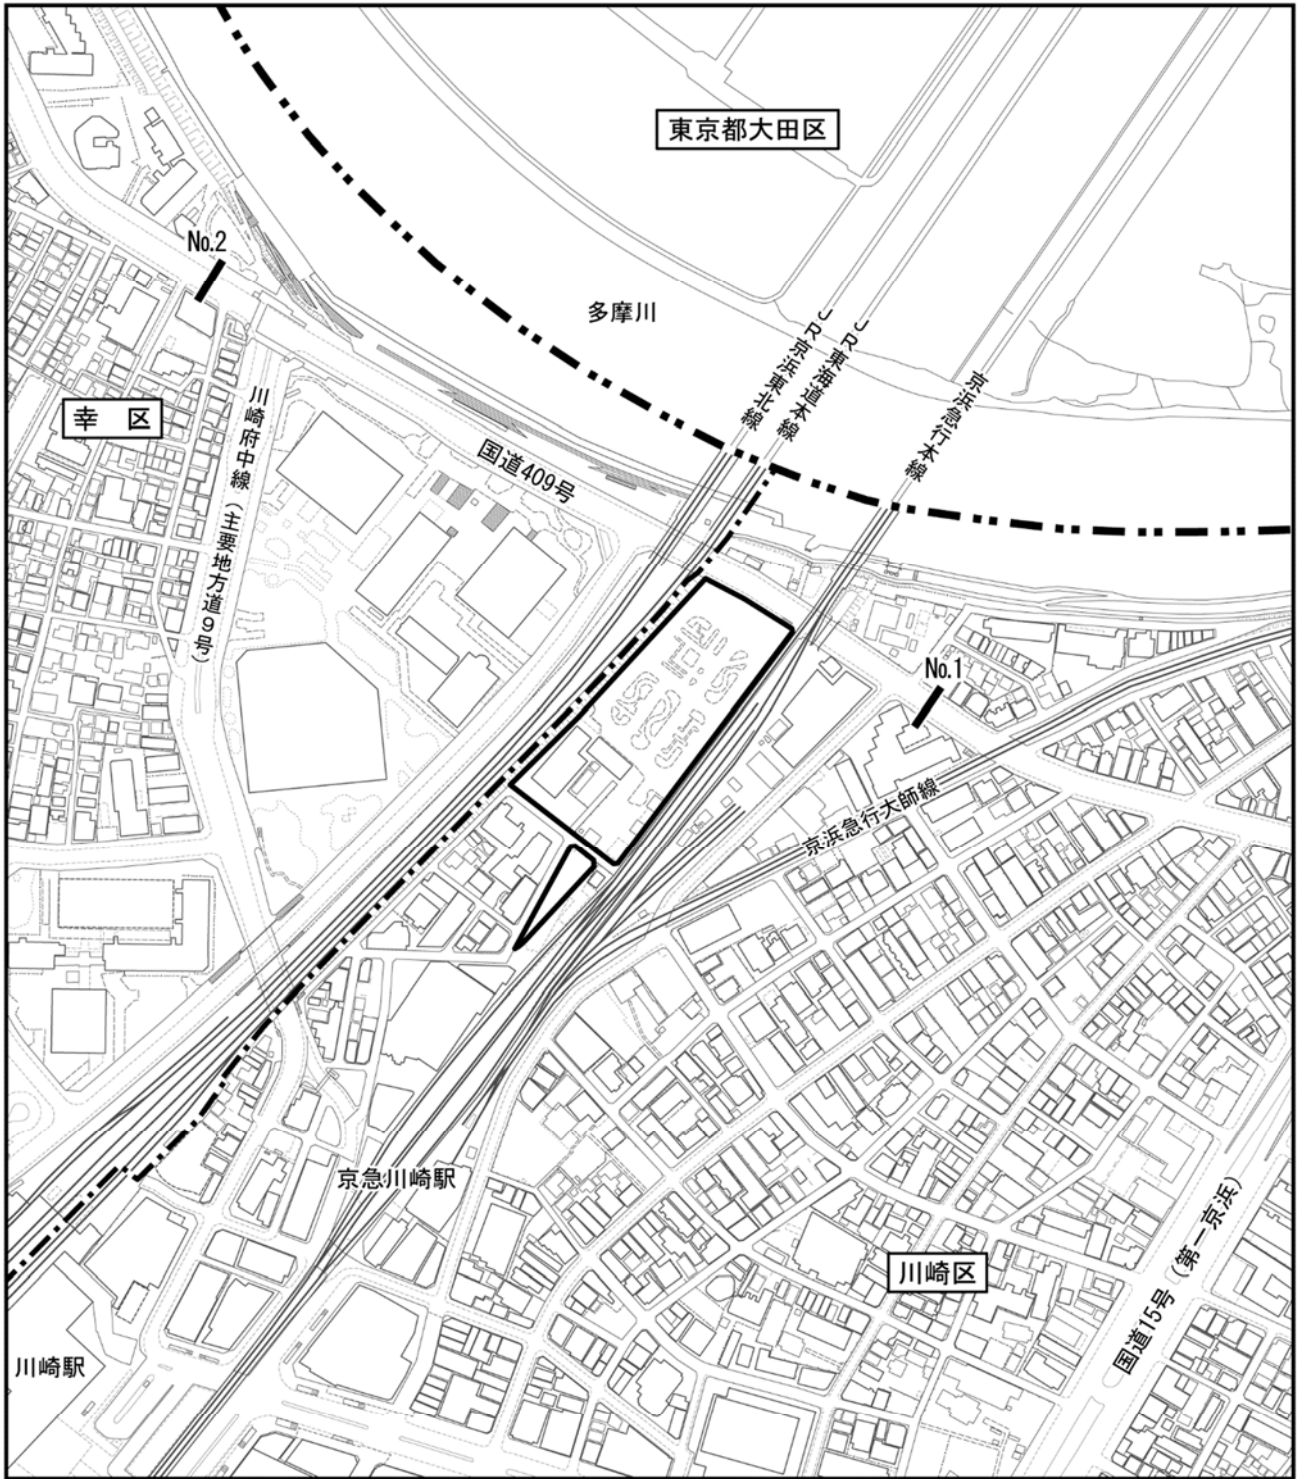 東京都大田区
No.2
多摩川
JR京浜東北線
JR東海道本線
京浜急行本線
幸 区
川崎府中線（主要地方道9号）
国道409号
No.1
京浜急行大師線
京急川崎駅
川崎区
国道15号（第一京浜）
川崎駅